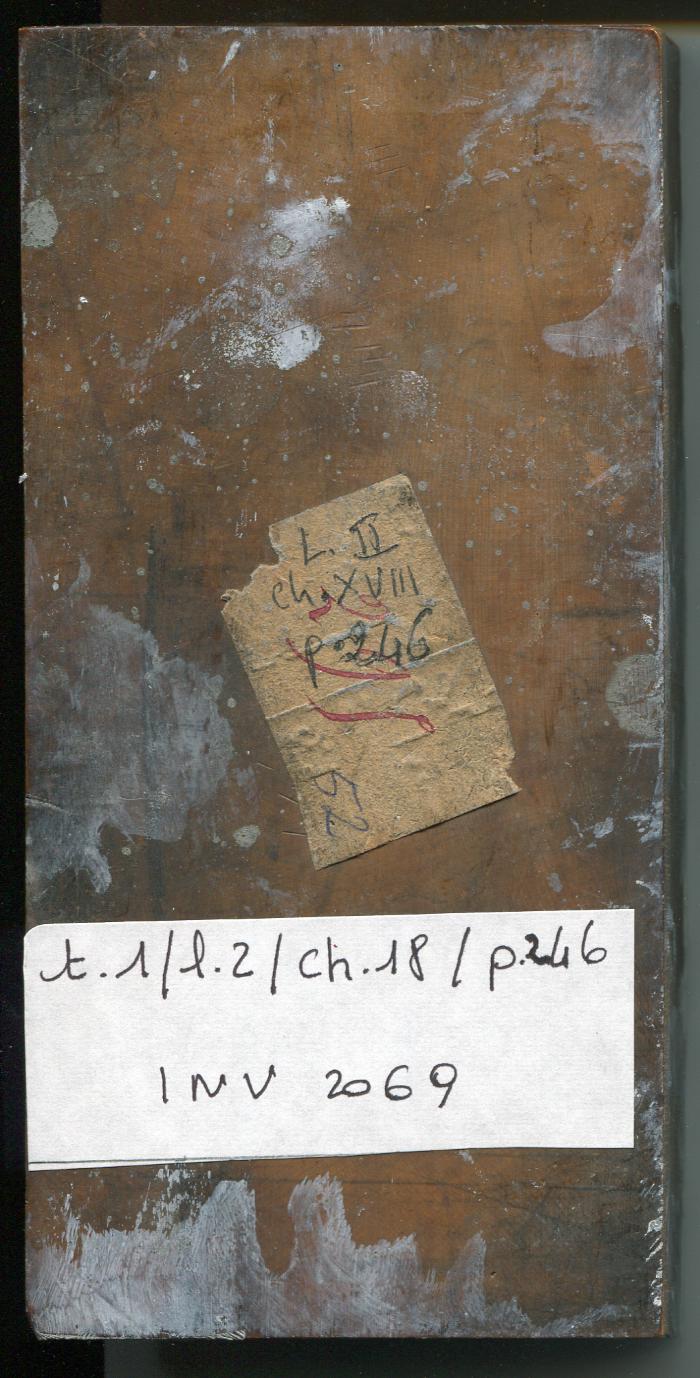 L. II
ch. XVIII
p. 246
52
t.1/l.2/ch.18/p.246
INV 2069